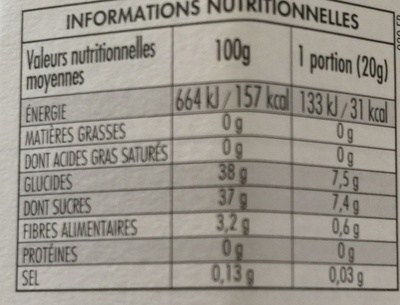 INFORMATIONS NUTRITIONNELLES
Valeurs nutritionnelles moyennes 100g 1 portion (20g)
ÉNERGIE 664 kJ / 157 kcal 133 kJ / 31 kcal
MATIÈRES GRASSES 0 g 0 g
DONT ACIDES GRAS SATURÉS 0 g 0 g
GLUCIDES 38 g 7,5 g
DONT SUCRES 37 g 7,4 g
FIBRES ALIMENTAIRES 3,2 g 0,6 g
PROTÉINES 0 g 0 g
SEL 0,13 g 0,03 g